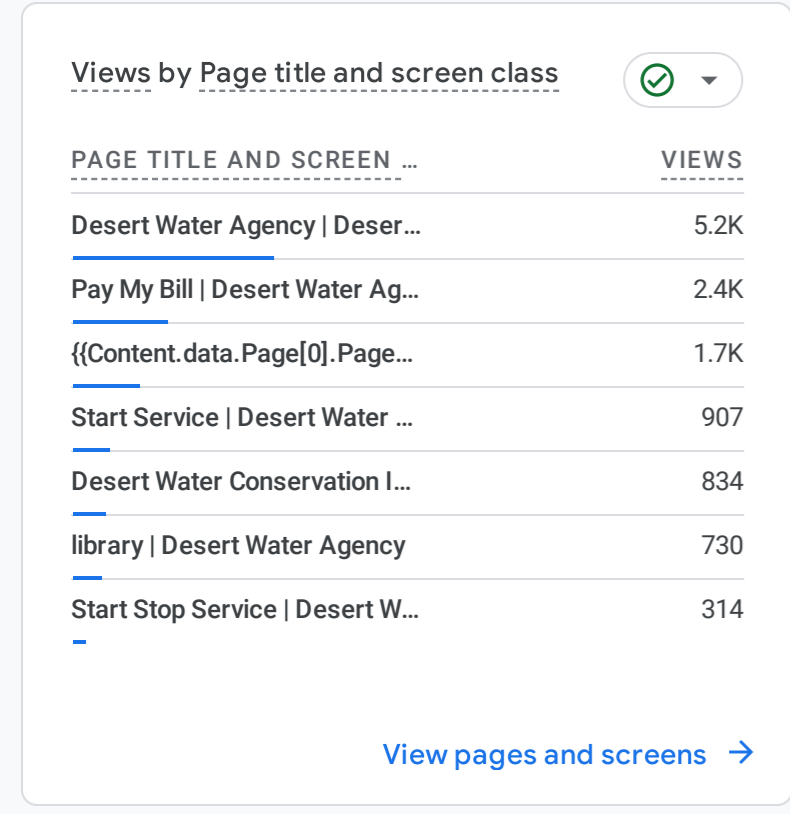 Views by Page title and screen class
PAGE TITLE AND SCREEN ... VIEWS
Desert Water Agency | Deser... 5.2K
Pay My Bill | Desert Water Ag... 2.4K
{{Content.data.Page[0].Page... 1.7K
Start Service | Desert Water ... 907
Desert Water Conservation I... 834
library | Desert Water Agency 730
Start Stop Service | Desert W... 314
View pages and screens